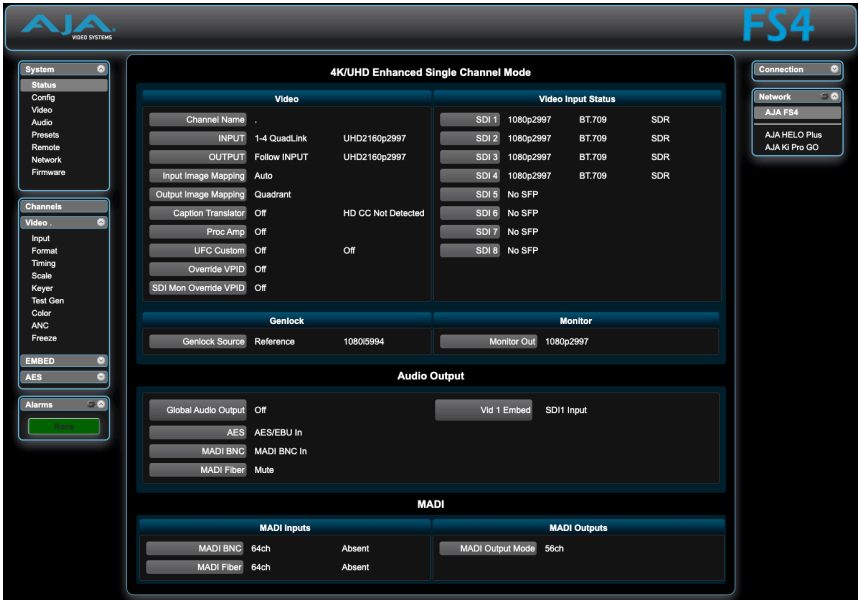 AJA
VIDEO SYSTEMS
FS4
System
Status
Config
Video
Audio
Presets
Remote
Network
Firmware
Channels
Video .
Input
Format
Timing
Scale
Keyer
Test Gen
Color
ANC
Freeze
EMBED
AES
Alarms
None
4K/UHD Enhanced Single Channel Mode
Video
Channel Name .
INPUT 1-4 QuadLink UHD2160p2997
OUTPUT Follow INPUT UHD2160p2997
Input Image Mapping Auto
Output Image Mapping Quadrant
Caption Translator Off HD CC Not Detected
Proc Amp Off
UFC Custom Off Off
Override VPID Off
SDI Mon Override VPID Off
Video Input Status
SDI 1 1080p2997 BT.709 SDR
SDI 2 1080p2997 BT.709 SDR
SDI 3 1080p2997 BT.709 SDR
SDI 4 1080p2997 BT.709 SDR
SDI 5 No SFP
SDI 6 No SFP
SDI 7 No SFP
SDI 8 No SFP
Genlock
Genlock Source Reference 1080i5994
Monitor
Monitor Out 1080p2997
Audio Output
Global Audio Output Off
AES AES/EBU In
MADI BNC MADI BNC In
MADI Fiber Mute
Vid 1 Embed SDI1 Input
MADI
MADI Inputs
MADI BNC 64ch Absent
MADI Fiber 64ch Absent
MADI Outputs
MADI Output Mode 56ch
Connection
Network
AJA FS4
AJA HELO Plus
AJA Ki Pro GO